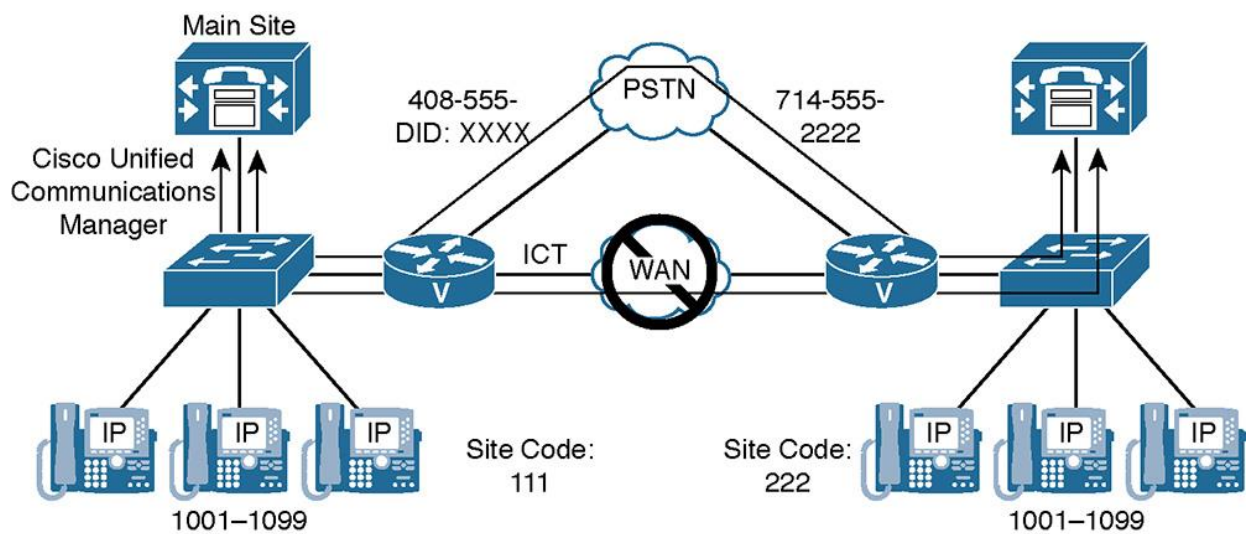 Main Site
PSTN
408-555-
DID: XXXX
714-555-
2222
Cisco Unified
Communications
Manager
ICT
WAN
V
V
IP
IP
IP
Site Code:
111
Site Code:
222
IP
IP
IP
1001–1099
1001–1099